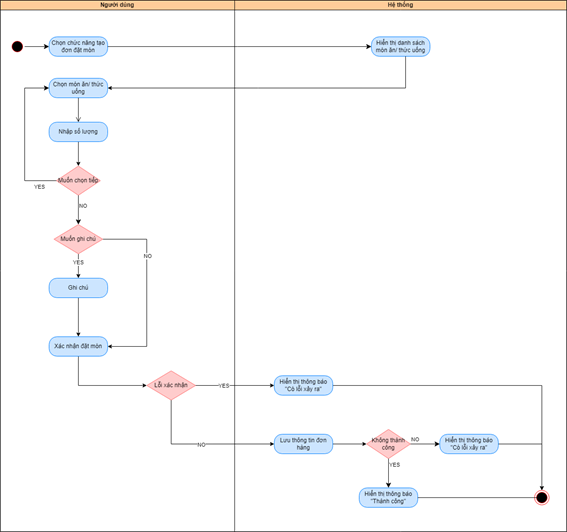 Người dùng
Hệ thống
Chọn chức năng tạo
đơn đặt món
Hiển thị danh sách
món ăn/ thức uống
Chọn món ăn/ thức
uống
Nhập số lượng
Muốn chọn tiếp
YES
NO
Muốn ghi chú
NO
YES
Ghi chú
Xác nhận đặt món
Lỗi xác nhận
YES
Hiển thị thông báo
"Có lỗi xảy ra"
NO
Lưu thông tin đơn
hàng
Không thành
công
NO
Hiển thị thông báo
"Có lỗi xảy ra"
YES
Hiển thị thông báo
"Thành công"